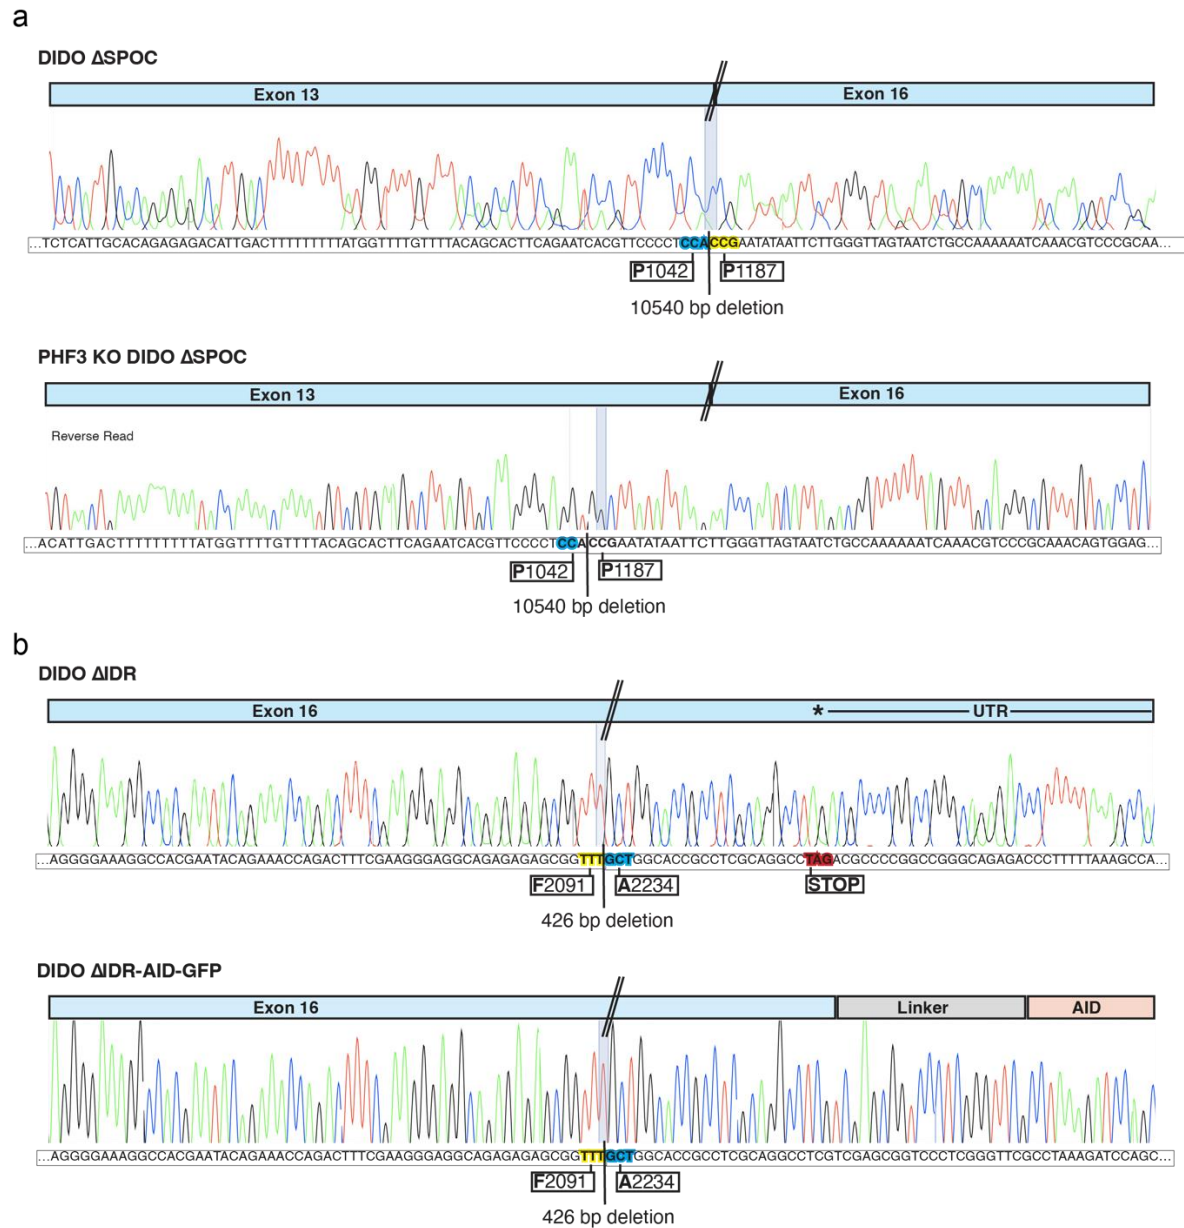 a
DIDO ΔSPOC
Exon 13 Exon 16
...TCTCATTGCACAGAGAGACATTGACTTTTTTTTTATGGTTTTGTTTTACAGCACTTCAGAATCACGTTCCCCTCCACCGAATATAATTCTTGGGTTAGTAATCTGCCAAAAAATCAAACGTCCCGCAA...
P1042 P1187
10540 bp deletion
PHF3 KO DIDO ΔSPOC
Exon 13 Exon 16
Reverse Read
...ACATTGACTTTTTTTTTATGGTTTTGTTTTACAGCACTTCAGAATCACGTTCCCCTCCACCGAATATAATTCTTGGGTTAGTAATCTGCCAAAAAATCAAACGTCCCGCAAACAGTGGAG...
P1042 P1187
10540 bp deletion
b
DIDO ΔIDR
Exon 16 * UTR
...AGGGGAAAGGCCACGAATACAGAAACCAGACTTTCGAAGGGAGGCAGAGAGAGCGGTTTGCTGGCACCGCCTCGCAGGCCTAGACGCCCCGGCCGGGCAGAGACCCTTTTTAAAGCCA...
F2091 A2234 STOP
426 bp deletion
DIDO ΔIDR-AID-GFP
Exon 16 Linker AID
...AGGGGAAAGGCCACGAATACAGAAACCAGACTTTCGAAGGGAGGCAGAGAGAGCGGTTTGCTGGCACCGCCTCGCAGGCCTCGTCGAGCGGTCCCTCGGGTTCGCCTAAAGATCCAGC...
F2091 A2234
426 bp deletion